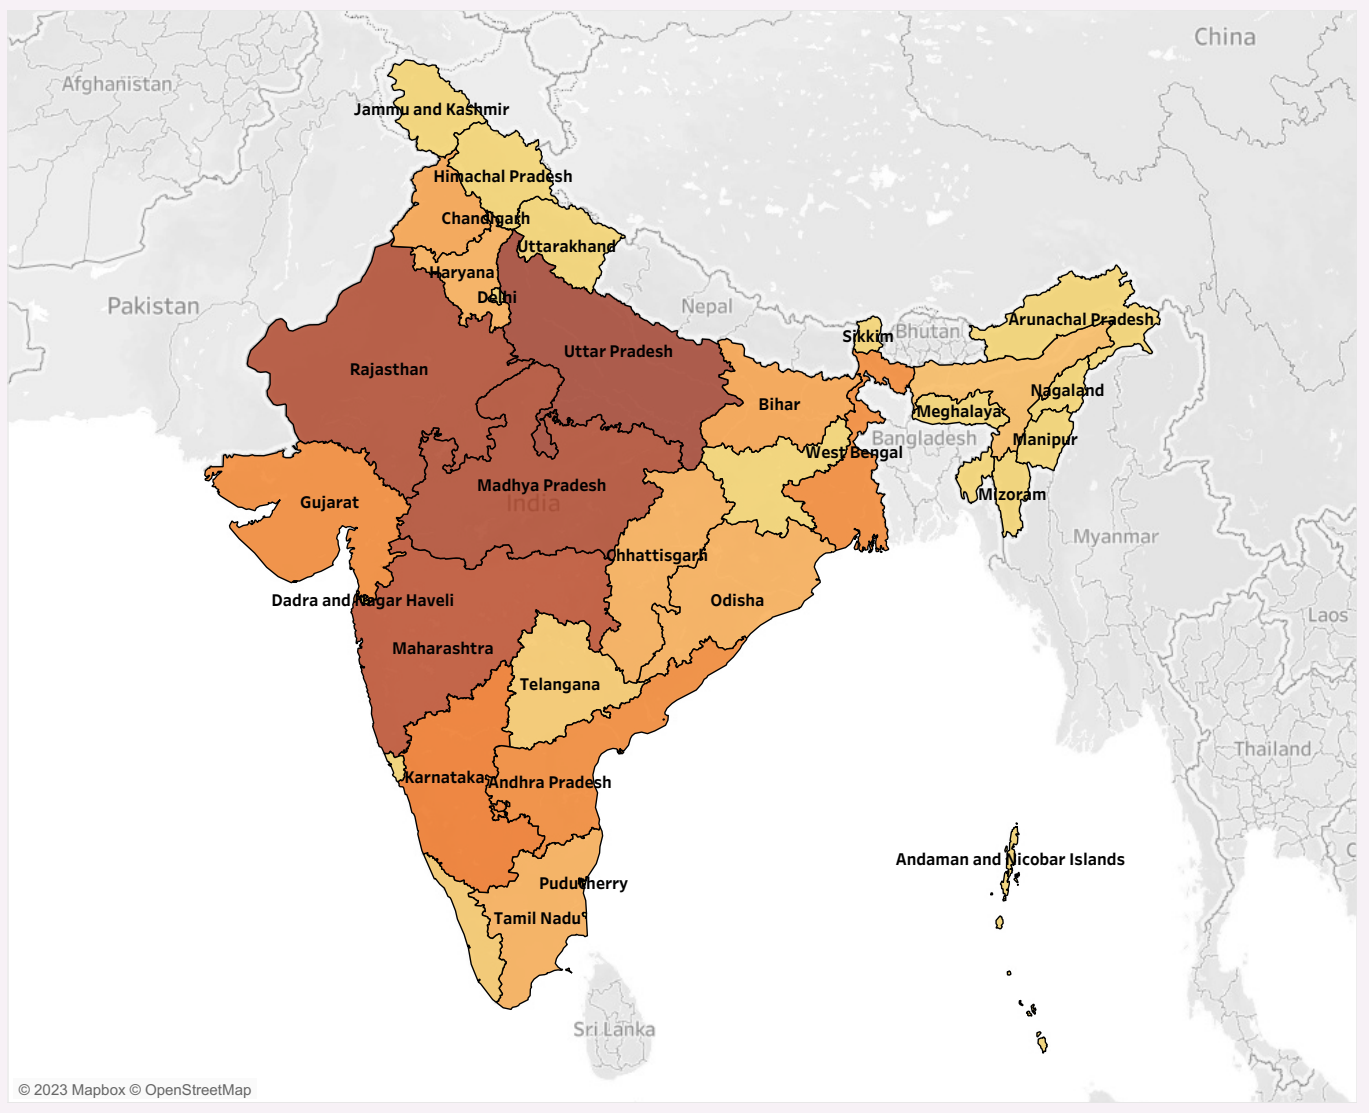 China
Afghanistan
Jammu and Kashmir
Himachal Pradesh
Chandigarh
Uttarakhand
Haryana
Delhi
Pakistan
Nepal
Arunachal Pradesh
Sikkim
Bhutan
Uttar Pradesh
Rajasthan
Nagaland
Bihar
Meghalaya
Bangladesh
Manipur
West Bengal
Madhya Pradesh
India
Mizoram
Gujarat
Myanmar
Chhattisgarh
Dadra and Nagar Haveli
Odisha
Laos
Maharashtra
Telangana
Thailand
Karnataka
Andhra Pradesh
Andaman and Nicobar Islands
Puducherry
Tamil Nadu
Sri Lanka
© 2023 Mapbox © OpenStreetMap